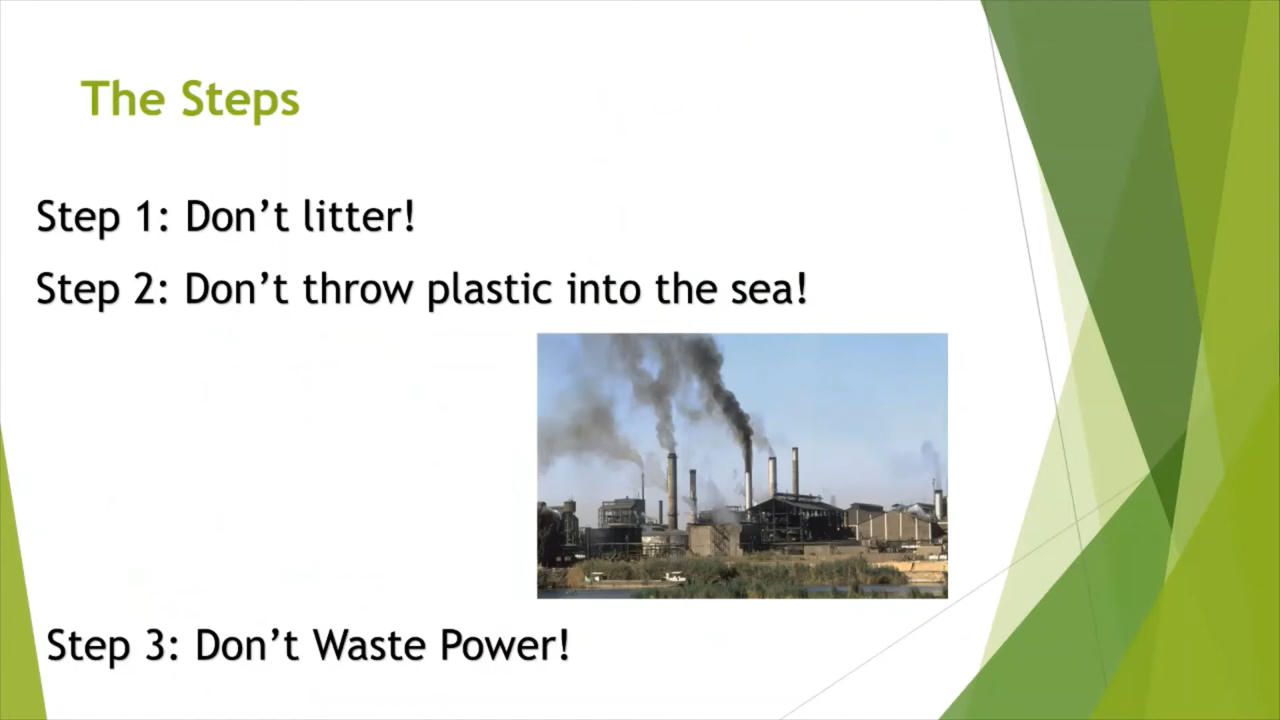 The Steps
Step 1: Don’t litter!
Step 2: Don’t throw plastic into the sea!
Step 3: Don’t Waste Power!